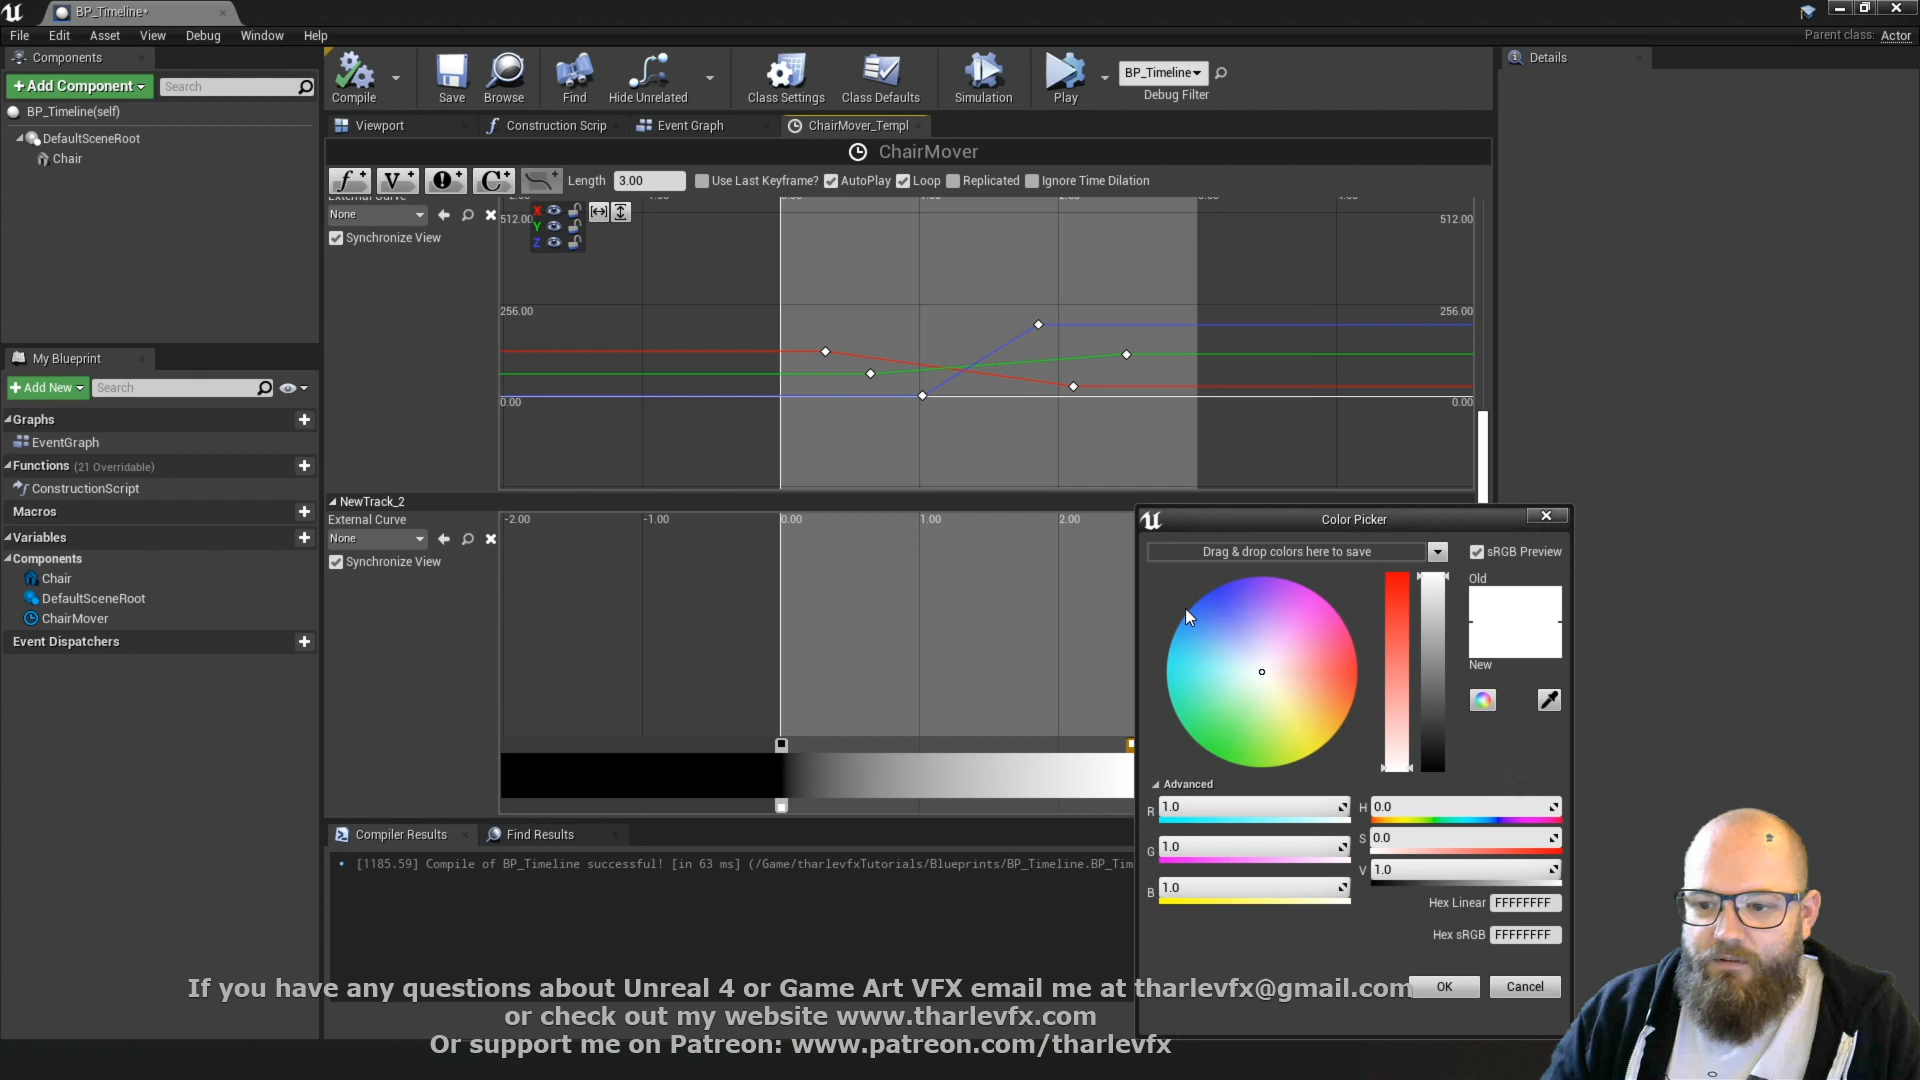 BP_Timeline*
File Edit Asset View Debug Window Help
Parent class: Actor
Components
+Add Component Search
BP_Timeline(self)
DefaultSceneRoot
Chair
My Blueprint
+Add New Search
Graphs
EventGraph
Functions (21 Overridable)
ConstructionScript
Macros
Variables
Components
Chair
DefaultSceneRoot
ChairMover
Event Dispatchers
Compile Save Browse Find Hide Unrelated Class Settings Class Defaults Simulation Play
BP_Timeline
Debug Filter
Details
Viewport Construction Scrip Event Graph ChairMover_Templ
ChairMover
Length 3.00 Use Last Keyframe? AutoPlay Loop Replicated Ignore Time Dilation
None
Synchronize View
X
Y
Z
512.00 512.00
256.00 256.00
0.00 0.00
NewTrack_2
External Curve
None
Synchronize View
-2.00 -1.00 0.00 1.00 2.00
Color Picker
Drag & drop colors here to save
sRGB Preview
Old
New
Advanced
R 1.0 H 0.0
G 1.0 S 0.0
B 1.0 V 1.0
Hex Linear FFFFFFFF
Hex sRGB FFFFFFFF
OK Cancel
Compiler Results Find Results
[1185.59] Compile of BP_Timeline successful! [in 63 ms] (/Game/tharlevfxTutorials/Blueprints/BP_Timeline.BP_Tim
If you have any questions about Unreal 4 or Game Art VFX email me at tharlevfx@gmail.com
or check out my website www.tharlevfx.com
Or support me on Patreon: www.patreon.com/tharlevfx